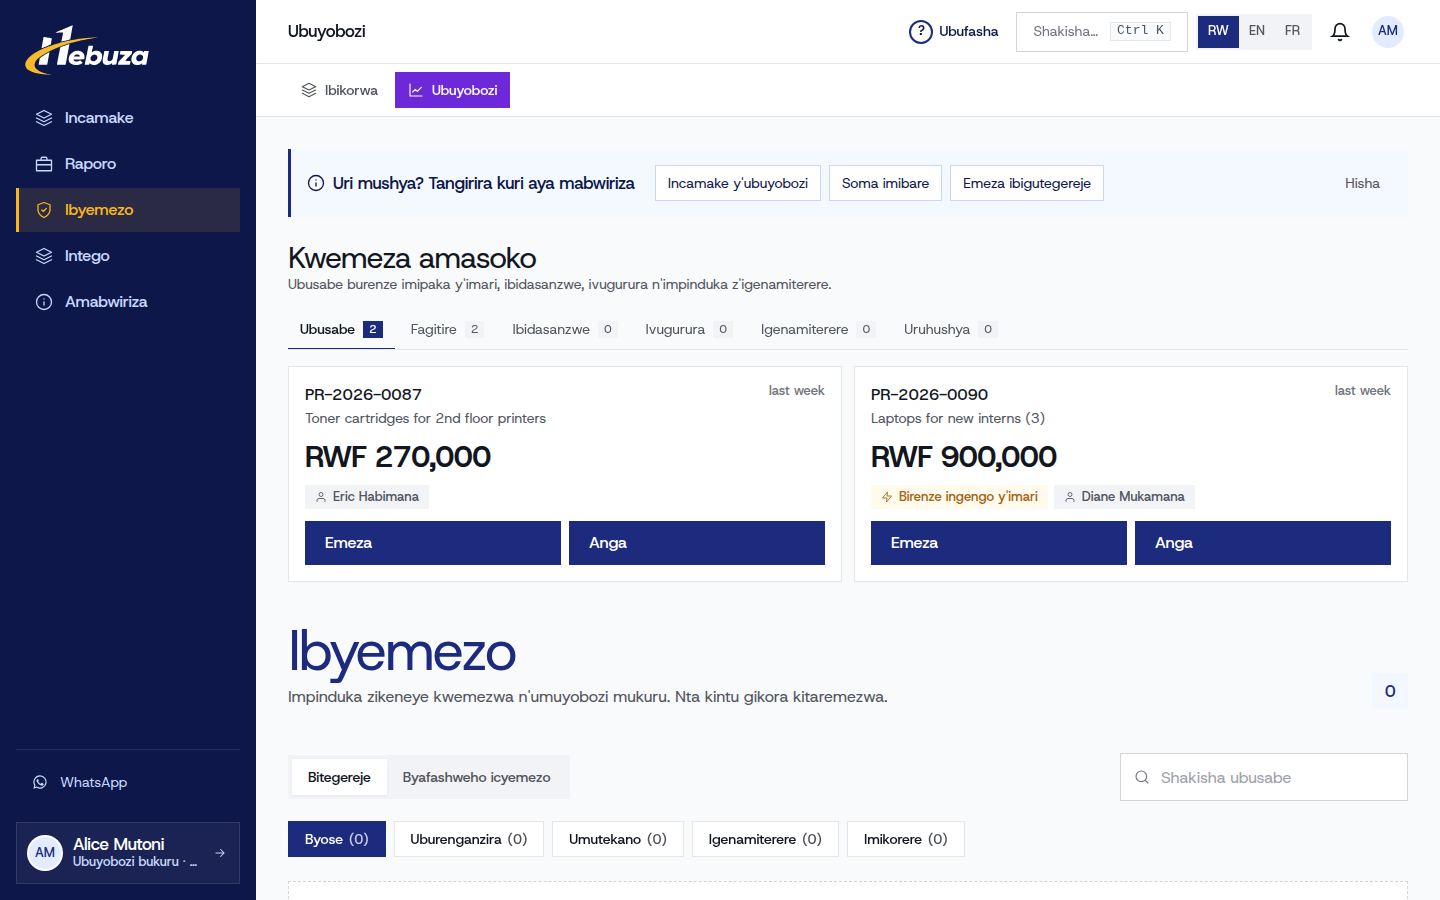 Hebuza
Incamake
Raporo
Ibyemezo
Intego
Amabwiriza
WhatsApp
AM
Alice Mutoni
Ubuyobozi bukuru · ...
Ubuyobozi
? Ubufasha
Shakisha... Ctrl K
RW EN FR
AM
Ibikorwa
Ubuyobozi
Uri mushya? Tangirira kuri aya mabwiriza
Incamake y'ubuyobozi
Soma imibare
Emeza ibigutegereje
Hisha
Kwemeza amasoko
Ubusabe burenze imipaka y'imari, ibidasanzwe, ivugurura n'impinduka z'igenamiterere.
Ubusabe 2
Fagitire 2
Ibidasanzwe 0
Ivugurura 0
Igenamiterere 0
Uruhushya 0
PR-2026-0087
last week
Toner cartridges for 2nd floor printers
RWF 270,000
Eric Habimana
Emeza
Anga
PR-2026-0090
last week
Laptops for new interns (3)
RWF 900,000
Birenze ingengo y'imari
Diane Mukamana
Emeza
Anga
Ibyemezo
Impinduka zikeneye kwemezwa n'umuyobozi mukuru. Nta kintu gikora kitaremezwa.
0
Bitegereje
Byafashweho icyemezo
Shakisha ubusabe
Byose (0)
Uburenganzira (0)
Umutekano (0)
Igenamiterere (0)
Imikorere (0)